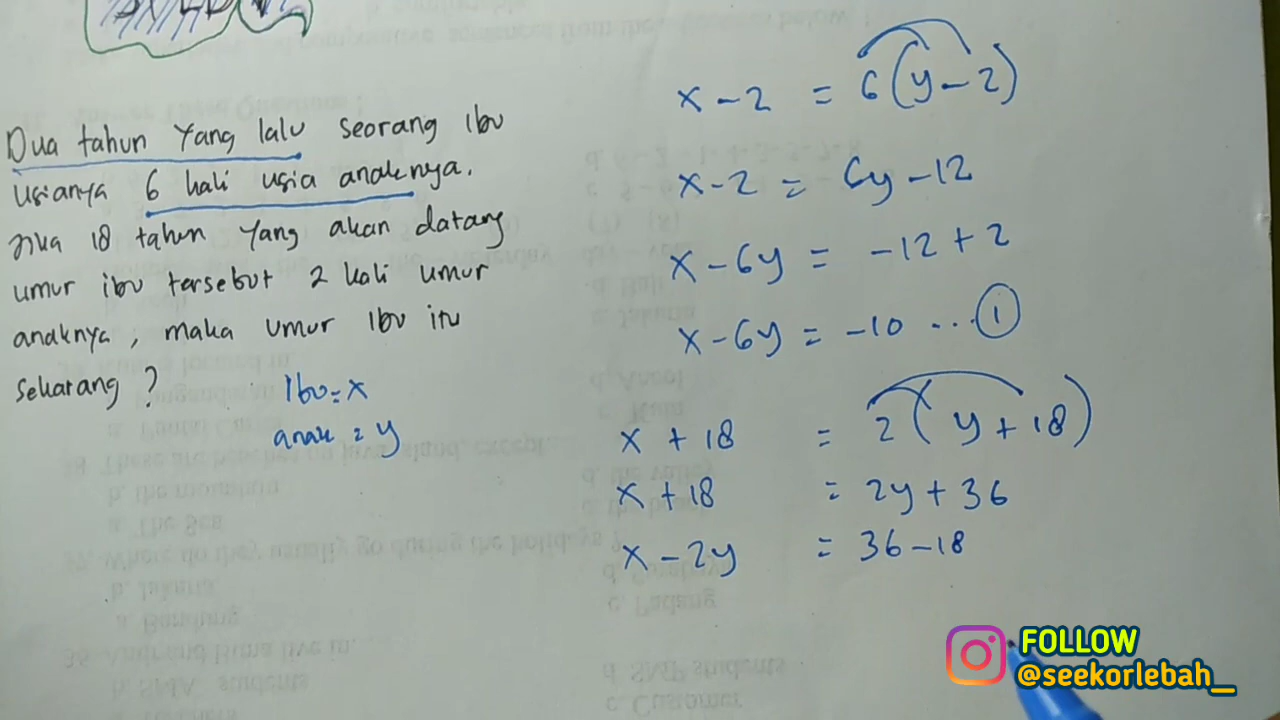 Dua tahun Yang lalu seorang ibu
usianya 6 kali usia anaknya.
Jika 18 tahun Yang akan datang
umur ibu tersebut 2 kali umur
anaknya, maka umur Ibu itu
sekarang?
Ibu = x
anak = y
x - 2 = 6(y - 2)
x - 2 = 6y - 12
x - 6y = -12 + 2
x - 6y = -10 ... 1
x + 18 = 2(y + 18)
x + 18 = 2y + 36
x - 2y = 36 - 18
FOLLOW
@seekorlebah_